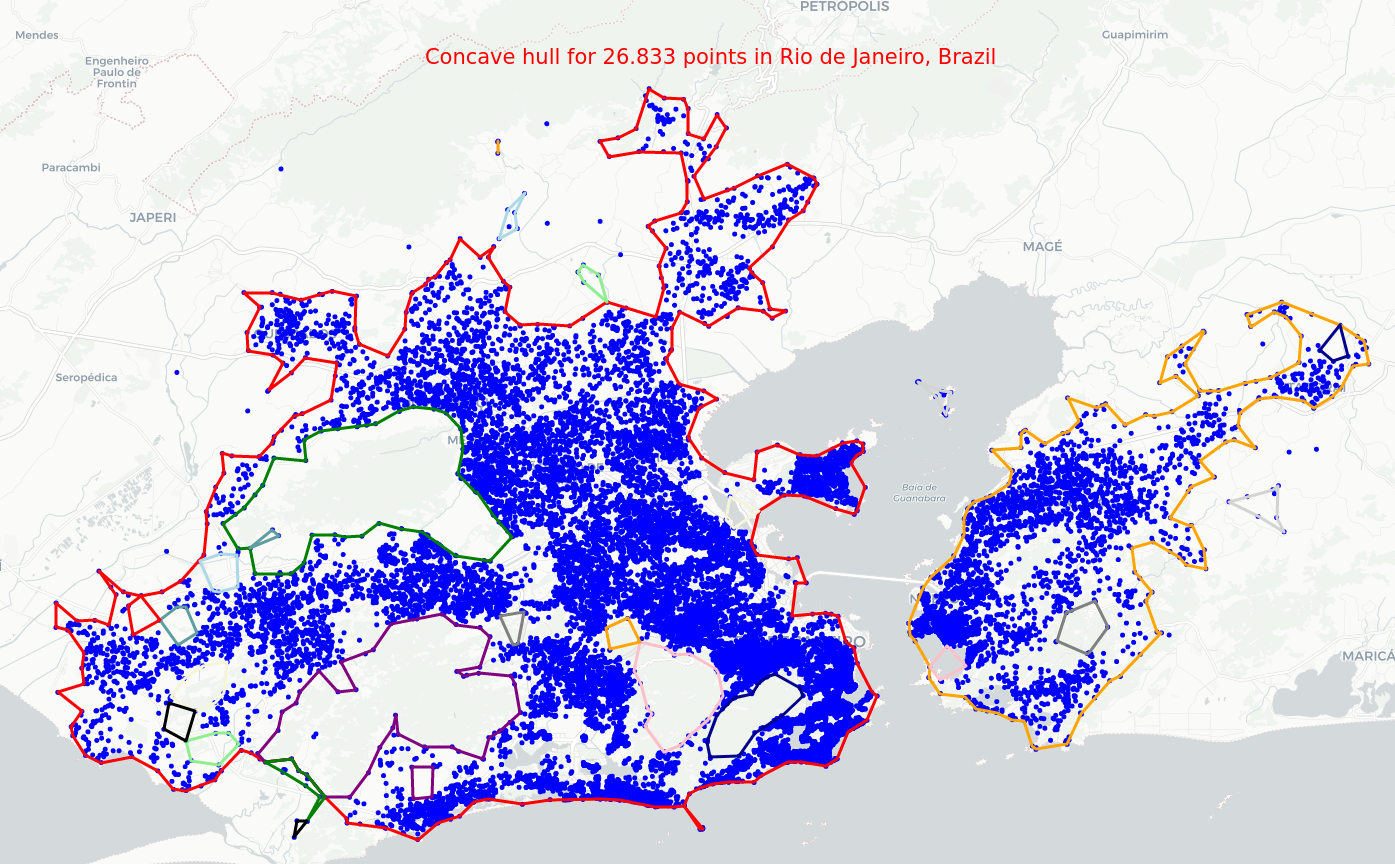 PETROPOLIS
Mendes
Guapimirim
Concave hull for 26.833 points in Rio de Janeiro, Brazil
Engenheiro
Paulo de
Frontin
Paracambi
JAPERI
MAGÉ
Seropédica
Baía de
Guanabara
MARICÁ